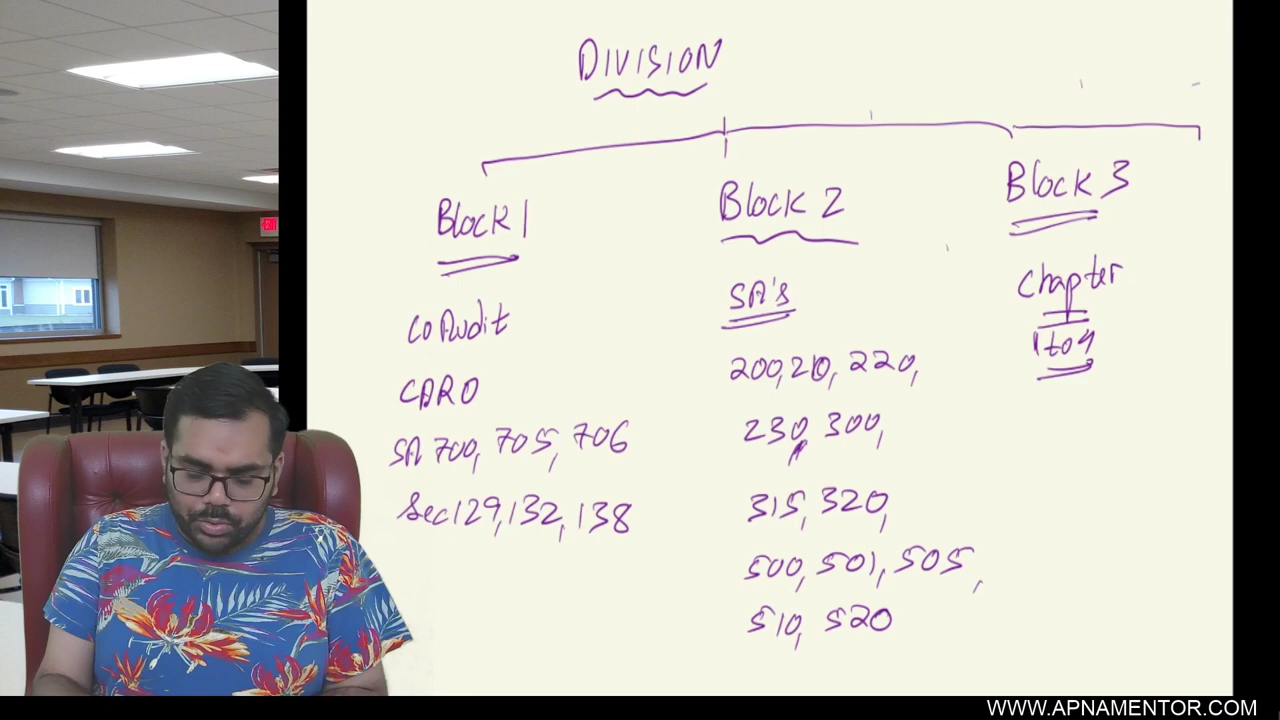 DIVISION
Block 1
Co Audit
CARO
SA 700, 705, 706
Sec 129, 132, 138
Block 2
SA's
200, 210, 220,
230, 300,
315, 320,
500, 501, 505,
510, 520
Block 3
Chapter
1 to 4
WWW.APNAMENTOR.COM